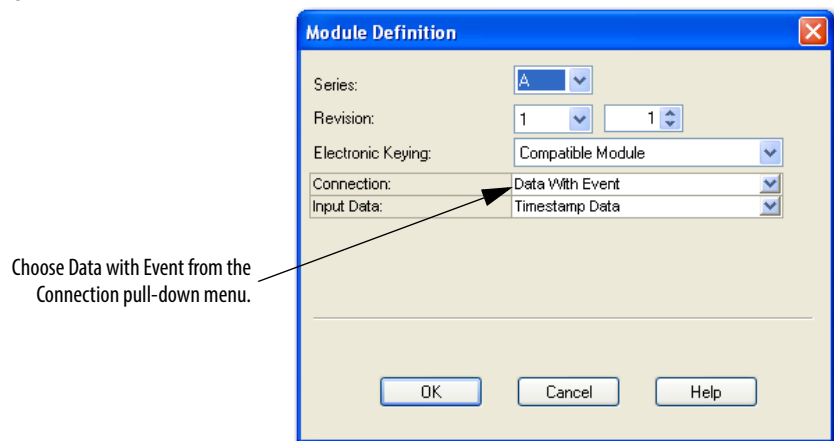 Module Definition
Series: A
Revision: 1 1
Electronic Keying: Compatible Module
Connection: Data With Event
Input Data: Timestamp Data
Choose Data with Event from the
Connection pull-down menu.
OK Cancel Help